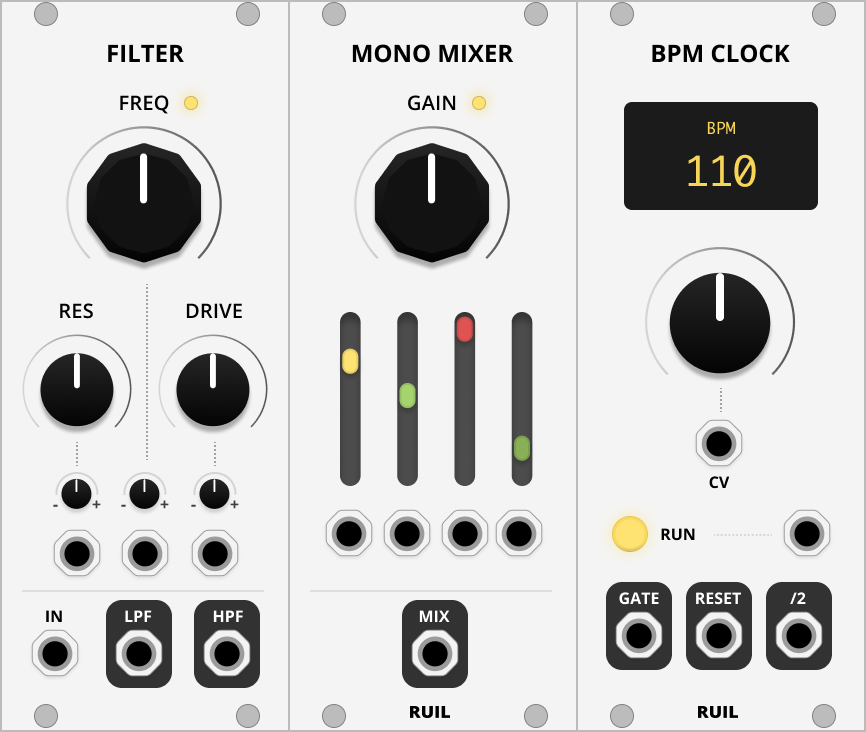 FILTER
FREQ
RES
DRIVE
- +
- +
- +
IN
LPF
HPF
MONO MIXER
GAIN
MIX
RUIL
BPM CLOCK
BPM
110
CV
RUN
GATE
RESET
/2
RUIL